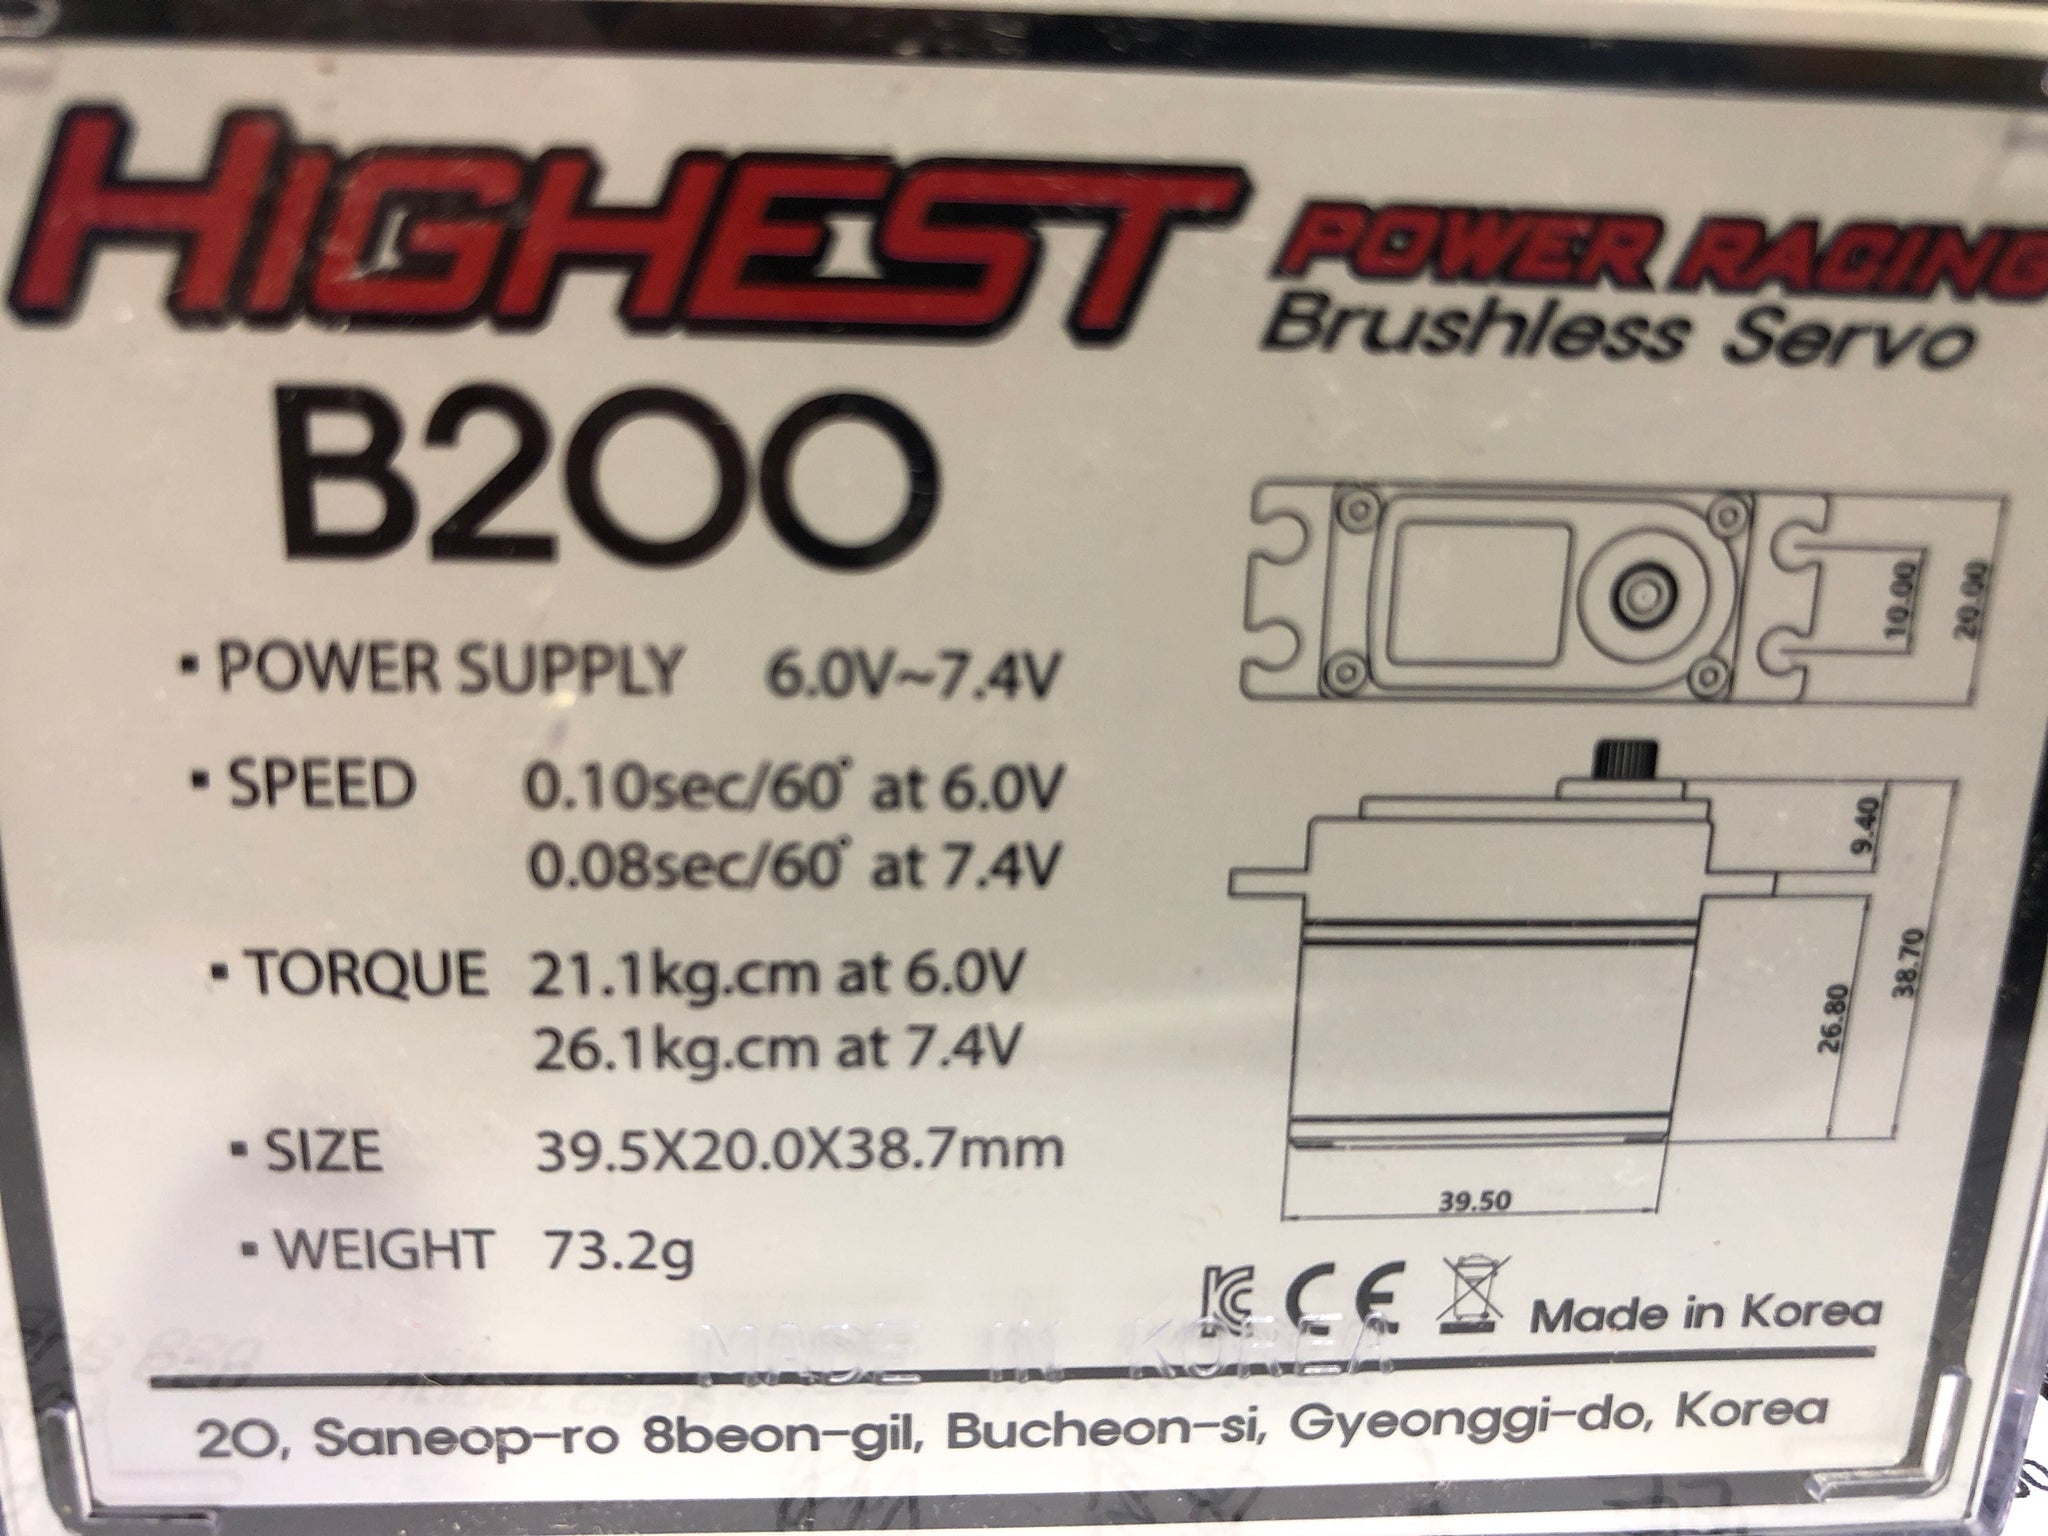 HIGHEST POWER RACING
Brushless Servo
B200
▪ POWER SUPPLY 6.0V~7.4V
▪ SPEED 0.10sec/60° at 6.0V
0.08sec/60° at 7.4V
▪ TORQUE 21.1kg.cm at 6.0V
26.1kg.cm at 7.4V
▪ SIZE 39.5X20.0X38.7mm
▪ WEIGHT 73.2g
10.00
20.00
9.40
38.70
26.80
39.50
CE Made in Korea
MADE IN KOREA
20, Saneop-ro 8beon-gil, Bucheon-si, Gyeonggi-do, Korea